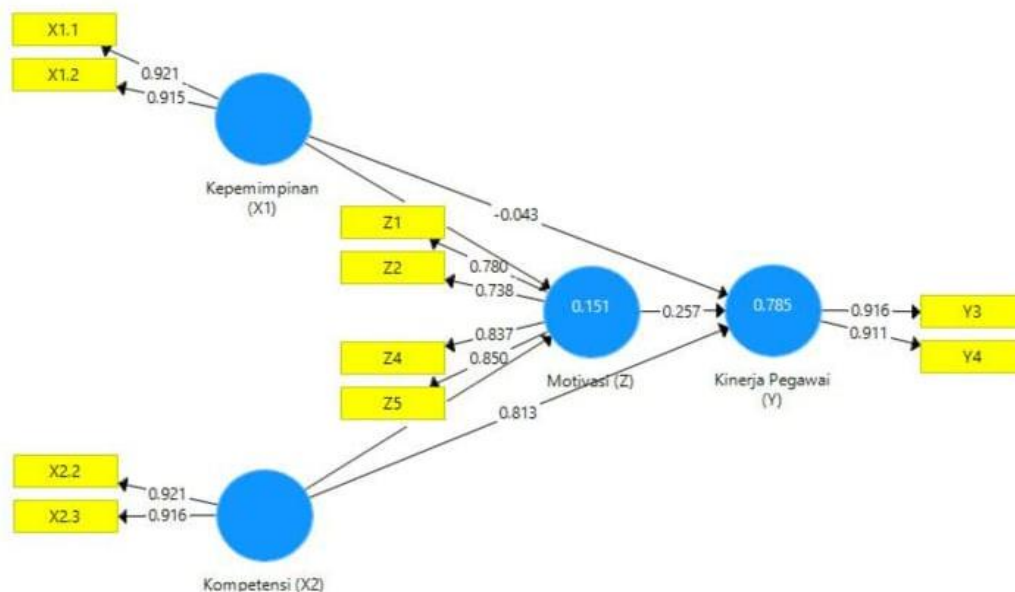 X1.1
X1.2
0.921
0.915
Kepemimpinan
(X1)
-0.043
Z1
Z2
0.780
0.738
Z4
Z5
0.837
0.850
0.151
Motivasi (Z)
0.257
0.785
Kinerja Pegawai
(Y)
0.916
0.911
Y3
Y4
0.813
X2.2
X2.3
0.921
0.916
Kompetensi (X2)